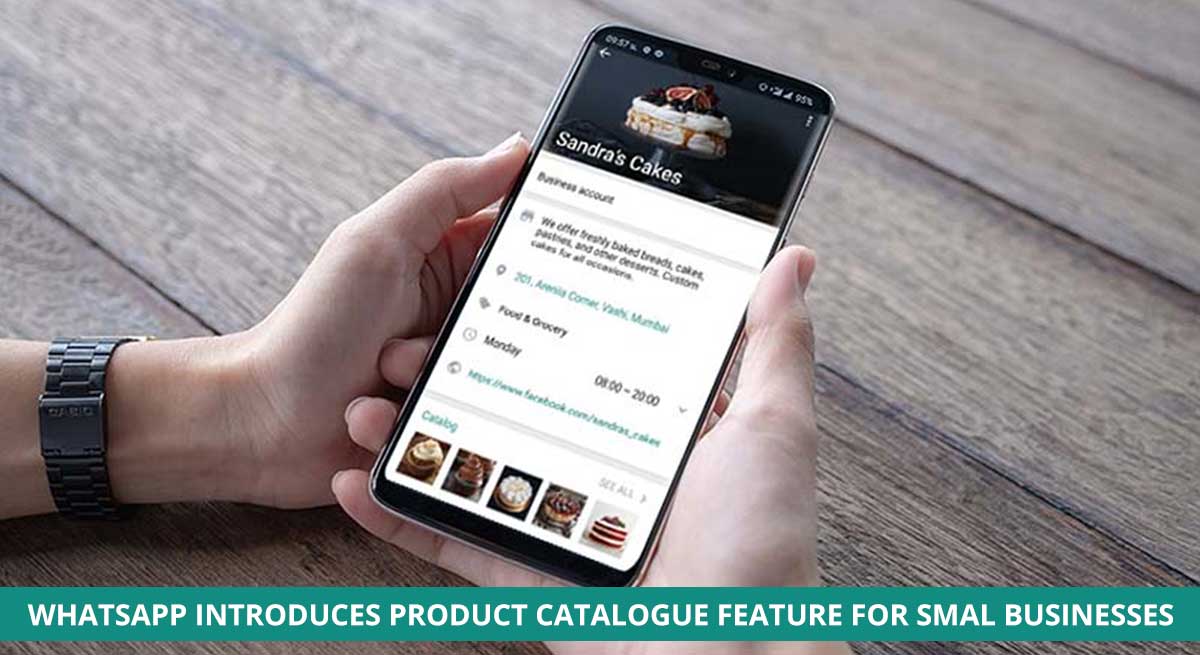 09:57
95%
Sandra's Cakes
Business account
We offer freshly baked breads, cakes,
pastries, and other desserts. Custom
cakes for all occasions.
201, Arenila Corner, Vashi, Mumbai
Food & Grocery
Monday
08:00 – 20:00
https://www.facebook.com/sandras_cakes
Catalog
SEE ALL
CASIO
WHATSAPP INTRODUCES PRODUCT CATALOGUE FEATURE FOR SMAL BUSINESSES